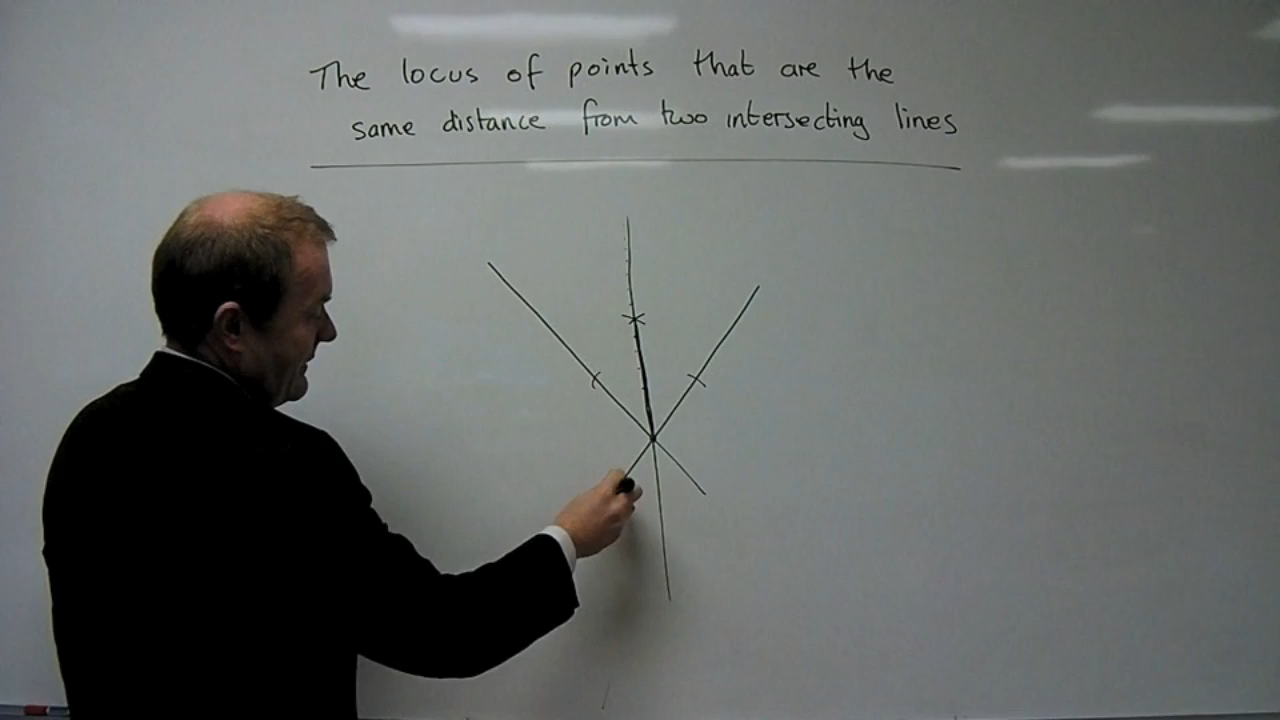 The locus of points that are the
same distance from two intersecting lines